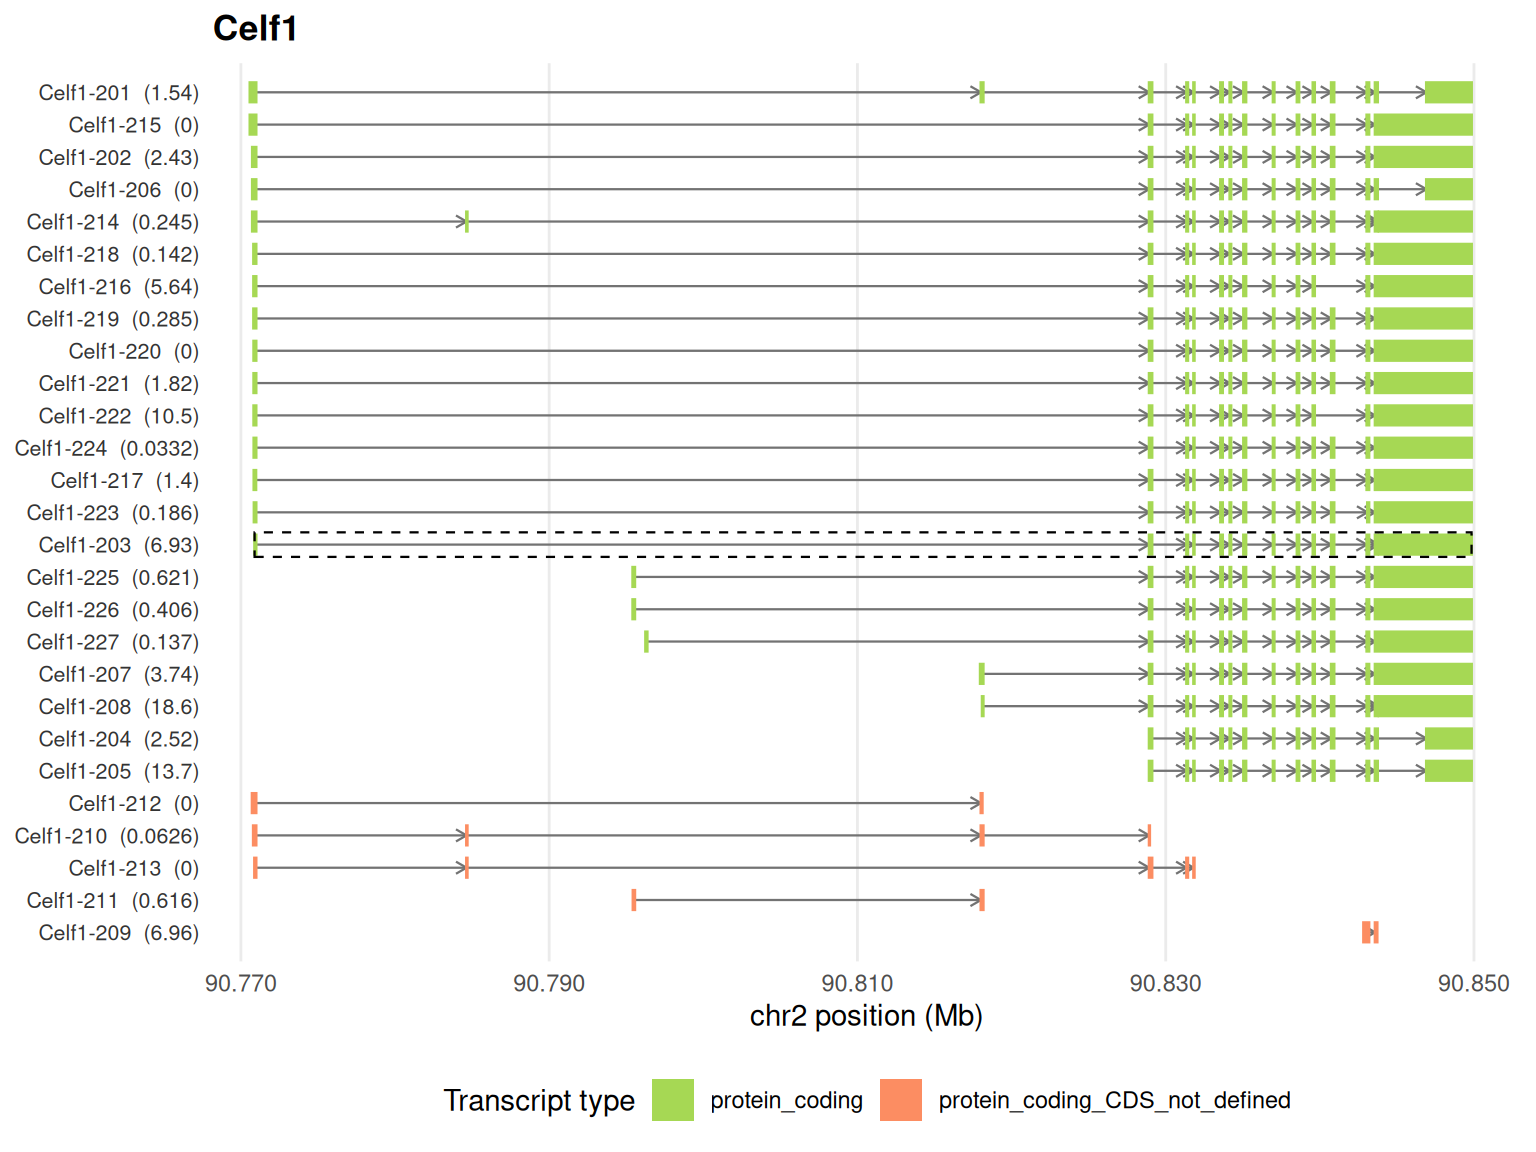 Celf1
Celf1-201 (1.54)
Celf1-215 (0)
Celf1-202 (2.43)
Celf1-206 (0)
Celf1-214 (0.245)
Celf1-218 (0.142)
Celf1-216 (5.64)
Celf1-219 (0.285)
Celf1-220 (0)
Celf1-221 (1.82)
Celf1-222 (10.5)
Celf1-224 (0.0332)
Celf1-217 (1.4)
Celf1-223 (0.186)
Celf1-203 (6.93)
Celf1-225 (0.621)
Celf1-226 (0.406)
Celf1-227 (0.137)
Celf1-207 (3.74)
Celf1-208 (18.6)
Celf1-204 (2.52)
Celf1-205 (13.7)
Celf1-212 (0)
Celf1-210 (0.0626)
Celf1-213 (0)
Celf1-211 (0.616)
Celf1-209 (6.96)
90.770 90.790 90.810 90.830 90.850
chr2 position (Mb)
Transcript type protein_coding protein_coding_CDS_not_defined